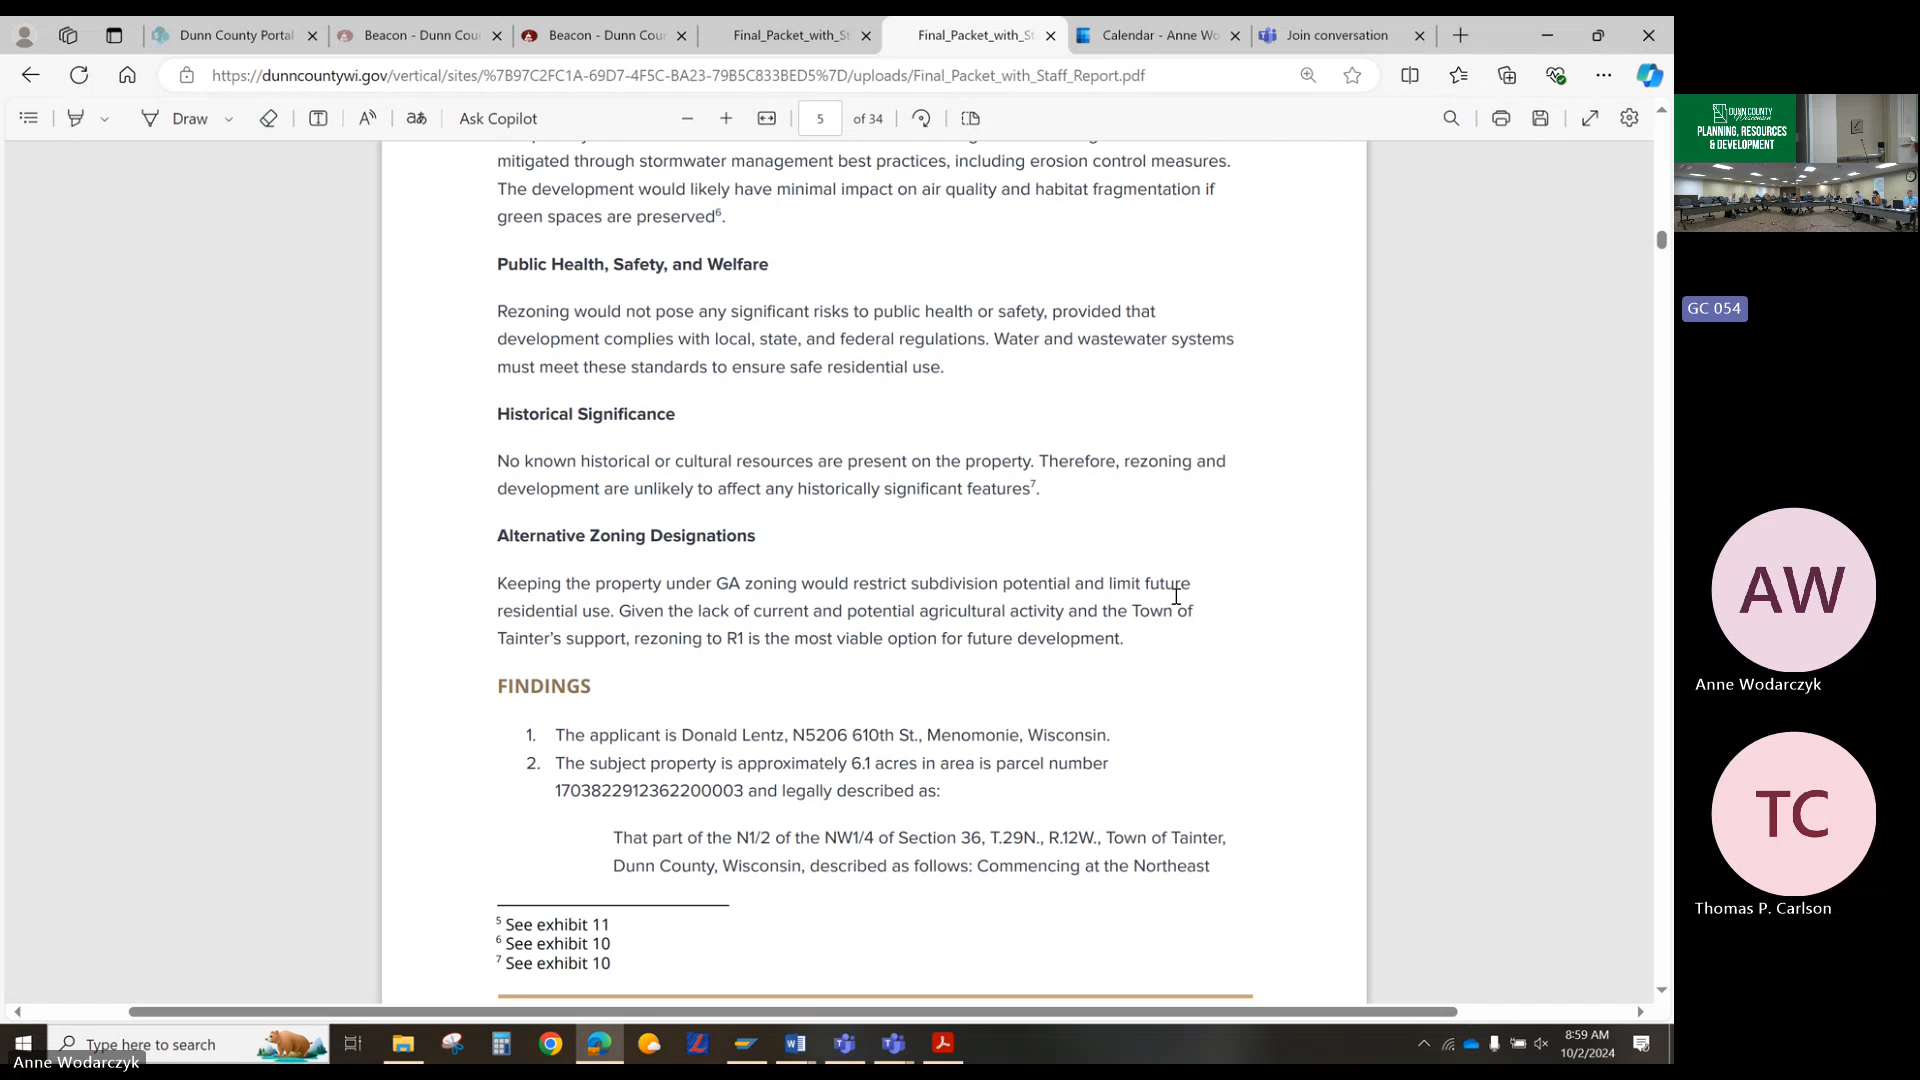 Dunn County Portal
Beacon - Dunn Cou
Beacon - Dunn Cou
Final_Packet_with_St
Final_Packet_with_St
Calendar - Anne Wo
Join conversation
https://dunncountywi.gov/vertical/sites/%7B97C2FC1A-69D7-4F5C-BA23-79B5C833BED5%7D/uploads/Final_Packet_with_Staff_Report.pdf
Draw
Ask Copilot
5 of 34
mitigated through stormwater management best practices, including erosion control measures.
The development would likely have minimal impact on air quality and habitat fragmentation if
green spaces are preserved6.
Public Health, Safety, and Welfare
Rezoning would not pose any significant risks to public health or safety, provided that
development complies with local, state, and federal regulations. Water and wastewater systems
must meet these standards to ensure safe residential use.
Historical Significance
No known historical or cultural resources are present on the property. Therefore, rezoning and
development are unlikely to affect any historically significant features7.
Alternative Zoning Designations
Keeping the property under GA zoning would restrict subdivision potential and limit future
residential use. Given the lack of current and potential agricultural activity and the Town of
Tainter's support, rezoning to R1 is the most viable option for future development.
FINDINGS
1. The applicant is Donald Lentz, N5206 610th St., Menomonie, Wisconsin.
2. The subject property is approximately 6.1 acres in area is parcel number
1703822912362200003 and legally described as:
That part of the N1/2 of the NW1/4 of Section 36, T.29N., R.12W., Town of Tainter,
Dunn County, Wisconsin, described as follows: Commencing at the Northeast
5 See exhibit 11
6 See exhibit 10
7 See exhibit 10
Type here to search
8:59 AM
10/2/2024
Anne Wodarczyk
DUNN COUNTY
Wisconsin
PLANNING, RESOURCES
& DEVELOPMENT
GC 054
AW
Anne Wodarczyk
TC
Thomas P. Carlson